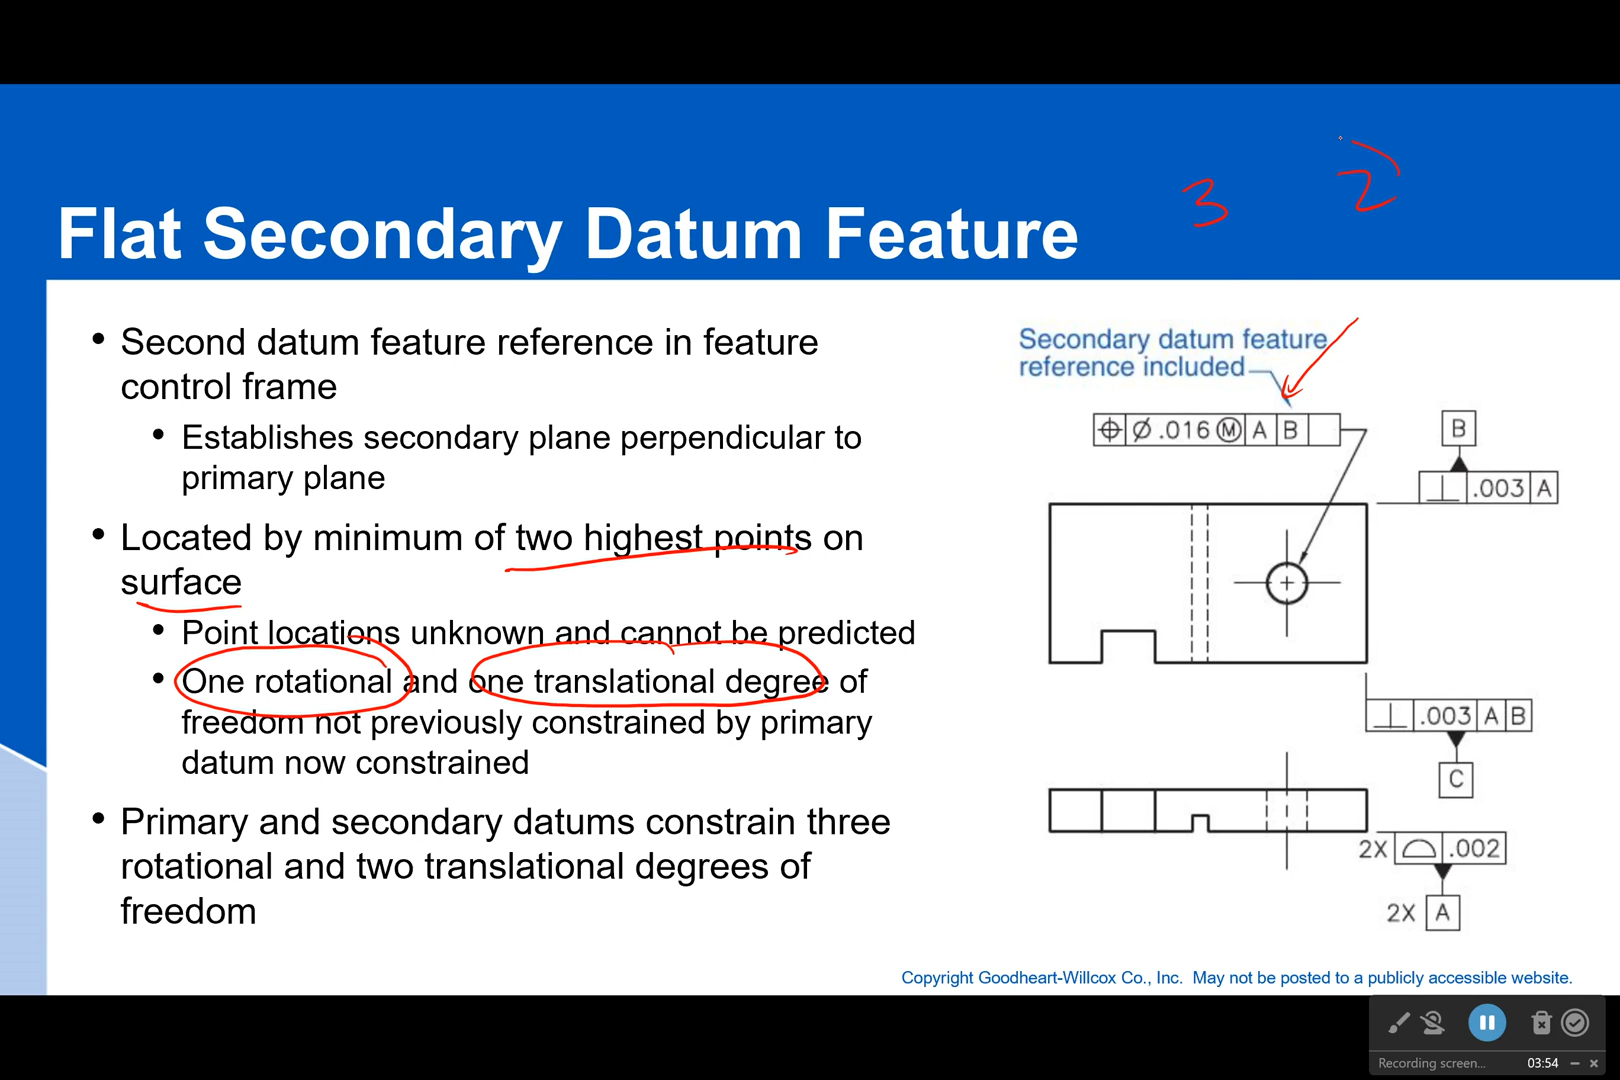 3 2
Flat Secondary Datum Feature
• Second datum feature reference in feature
control frame
• Establishes secondary plane perpendicular to
primary plane
• Located by minimum of two highest points on
surface
• Point locations unknown and cannot be predicted
• One rotational and one translational degree of
freedom not previously constrained by primary
datum now constrained
• Primary and secondary datums constrain three
rotational and two translational degrees of
freedom
Secondary datum feature
reference included
⌖ ⌀ .016 Ⓜ A B
B
⊥ .003 A
⊥ .003 A B
C
2X ⌓ .002
2X A
Copyright Goodheart-Willcox Co., Inc. May not be posted to a publicly accessible website.
Recording screen... 03:54